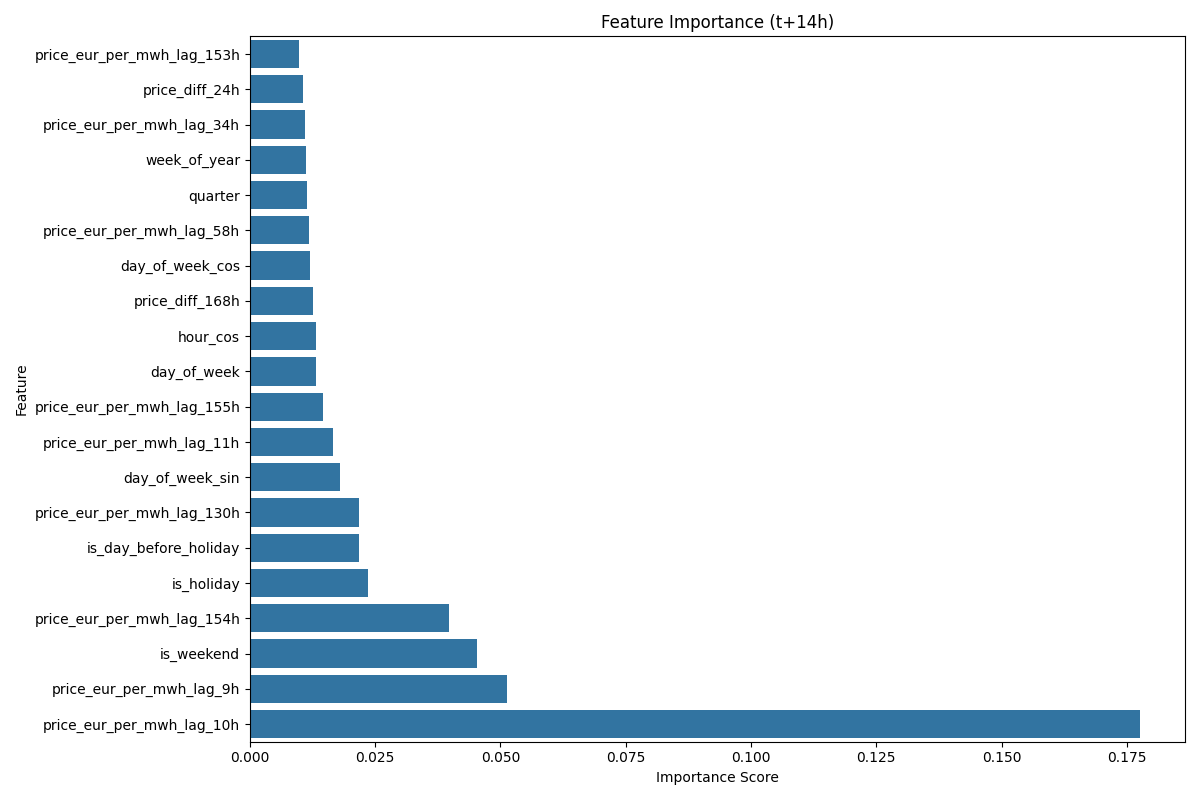 Feature Importance (t+14h)
price_eur_per_mwh_lag_153h
price_diff_24h
price_eur_per_mwh_lag_34h
week_of_year
quarter
price_eur_per_mwh_lag_58h
day_of_week_cos
price_diff_168h
hour_cos
day_of_week
price_eur_per_mwh_lag_155h
price_eur_per_mwh_lag_11h
day_of_week_sin
price_eur_per_mwh_lag_130h
is_day_before_holiday
is_holiday
price_eur_per_mwh_lag_154h
is_weekend
price_eur_per_mwh_lag_9h
price_eur_per_mwh_lag_10h
Feature
0.000 0.025 0.050 0.075 0.100 0.125 0.150 0.175
Importance Score